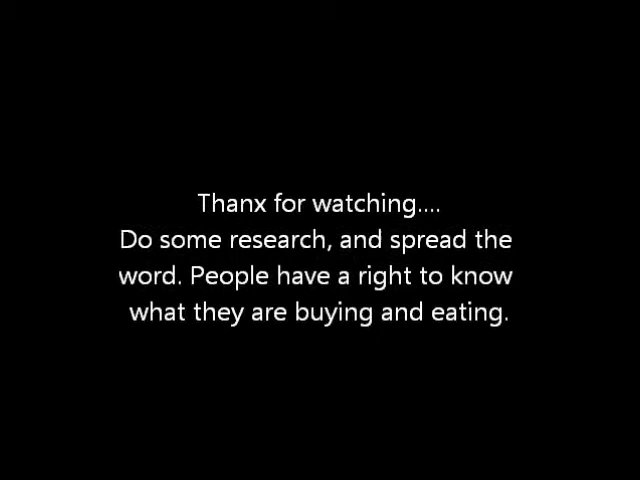 Thanx for watching....
Do some research, and spread the
word. People have a right to know
what they are buying and eating.